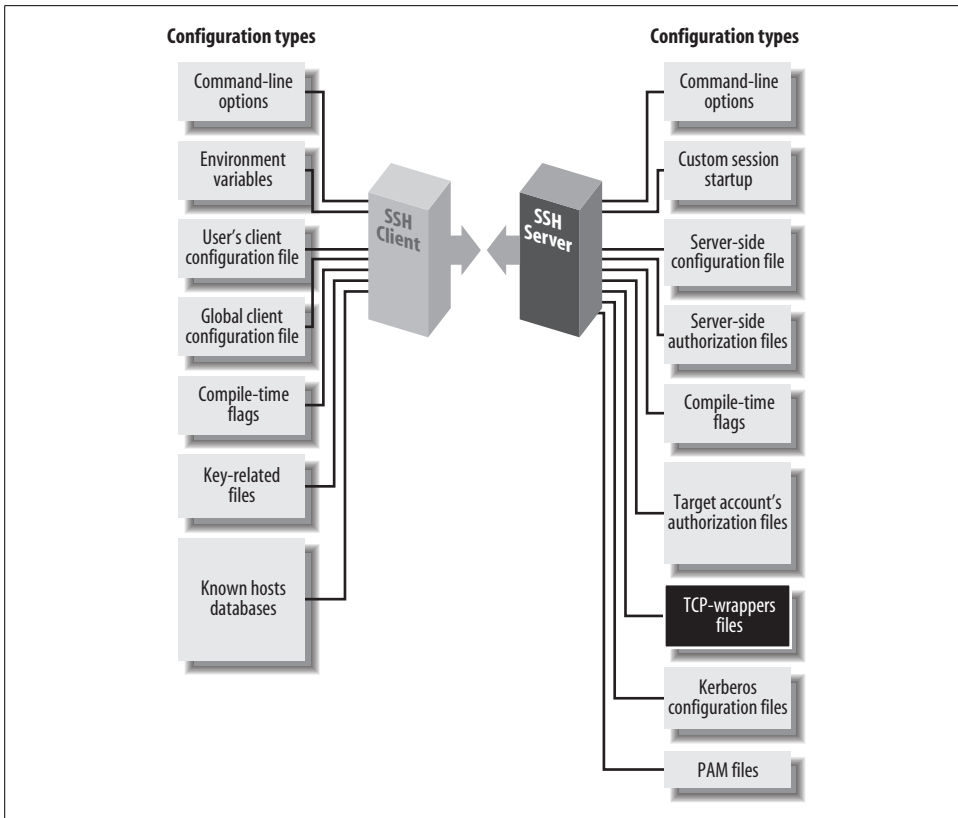 Configuration types
Command-line
options
Environment
variables
User's client
configuration file
Global client
configuration file
Compile-time
flags
Key-related
files
Known hosts
databases
SSH
Client
SSH
Server
Configuration types
Command-line
options
Custom session
startup
Server-side
configuration file
Server-side
authorization files
Compile-time
flags
Target account's
authorization files
TCP-wrappers
files
Kerberos
configuration files
PAM files